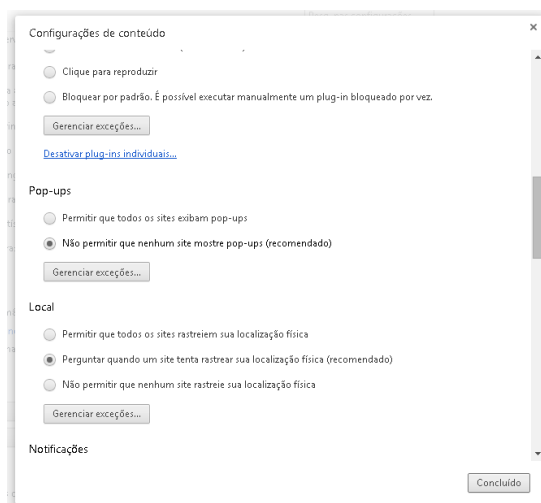 Configurações de conteúdo
Clique para reproduzir
Bloquear por padrão. É possível executar manualmente um plug-in bloqueado por vez.
Gerenciar exceções...
Desativar plug-ins individuais...
Pop-ups
Permitir que todos os sites exibam pop-ups
Não permitir que nenhum site mostre pop-ups (recomendado)
Gerenciar exceções...
Local
Permitir que todos os sites rastreiem sua localização física
Perguntar quando um site tenta rastrear sua localização física (recomendado)
Não permitir que nenhum site rastreie sua localização física
Gerenciar exceções...
Notificações
Concluído